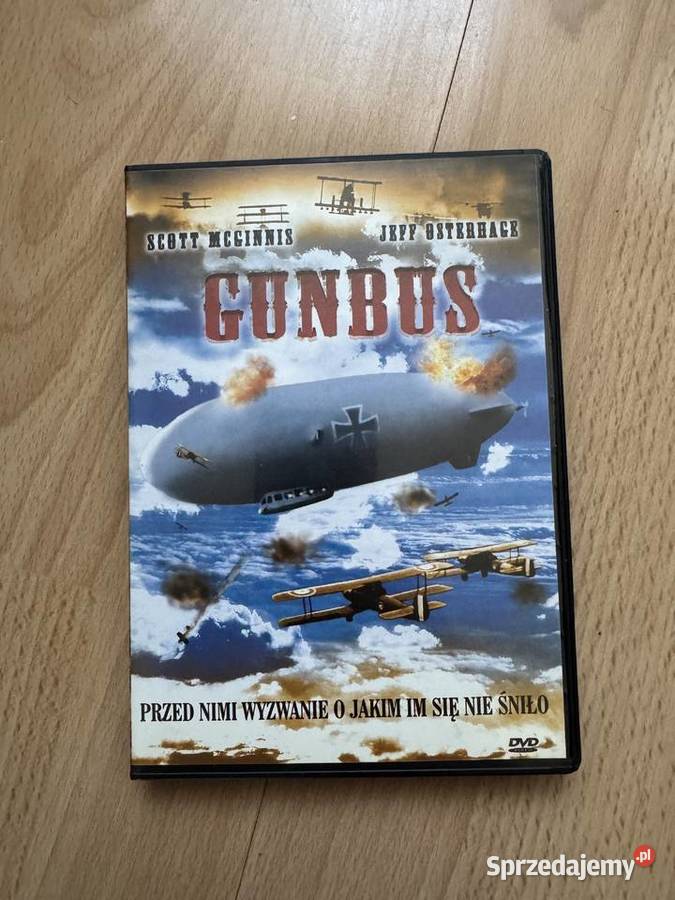 SCOTT MCGINNIS JEFF OSTERHAGE
GUNBUS
PRZED NIMI WYZWANIE O JAKIM IM SIĘ NIE ŚNIŁO
DVD
Sprzedajemy.pl